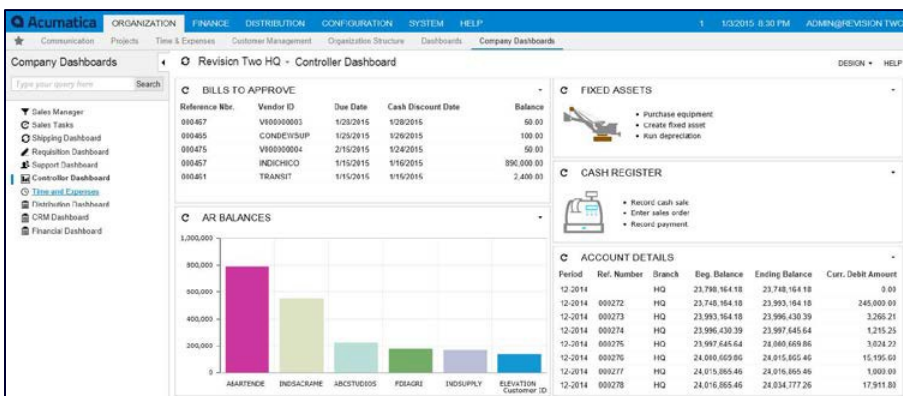 Acumatica ORGANIZATION FINANCE DISTRIBUTION CONFIGURATION SYSTEM HELP 1 1/3/2015 8:30 PM ADMIN@REVISION TWO
Communication Projects Time & Expenses Customer Management Organization Structure Dashboards Company Dashboards
Company Dashboards
Revision Two HQ - Controller Dashboard
DESIGN HELP
Type your query here Search
Sales Manager
Sales Tasks
Shipping Dashboard
Requisition Dashboard
Support Dashboard
Controller Dashboard
Time and Expenses
Distribution Dashboard
CRM Dashboard
Financial Dashboard
BILLS TO APPROVE
Reference Nbr. Vendor ID Due Date Cash Discount Date Balance
000467 V000000003 1/28/2015 50.00
000465 CONDEWSUP 1/25/2015 1/26/2015 100.00
000475 V000000004 2/15/2015 1/24/2015 50.00
000457 INDICHICO 1/15/2015 1/16/2015 890,000.00
000461 TRANSIT 1/15/2015 1/15/2015 2,400.00
AR BALANCES
1,000,000
800,000
600,000
400,000
200,000
0
ABARTENDE INDSACRAME ABCSTUDIOS FDIAGRI INDSUPPLY ELEVATION
Customer ID
FIXED ASSETS
Purchase equipment
Create fixed asset
Run depreciation
CASH REGISTER
Record cash sale
Enter sales order
Record payment
ACCOUNT DETAILS
Period Ref. Number Branch Beg. Balance Ending Balance Curr. Debit Amount
12-2014 HQ 23,748,164.18 0.00
12-2014 000272 HQ 23,748,164.18 23,993,164.18 245,000.00
12-2014 000273 HQ 23,993,164.18 23,996,430.39 3,266.21
12-2014 000274 HQ 23,996,430.39 23,997,645.64 1,215.25
12-2014 000275 HQ 23,997,645.64 24,000,669.86 3,024.22
12-2014 000276 HQ 24,000,669.86 24,015,865.46 15,195.60
12-2014 000277 HQ 24,015,865.46 24,016,865.46 1,000.00
12-2014 000278 HQ 24,016,865.46 24,034,777.26 17,911.80